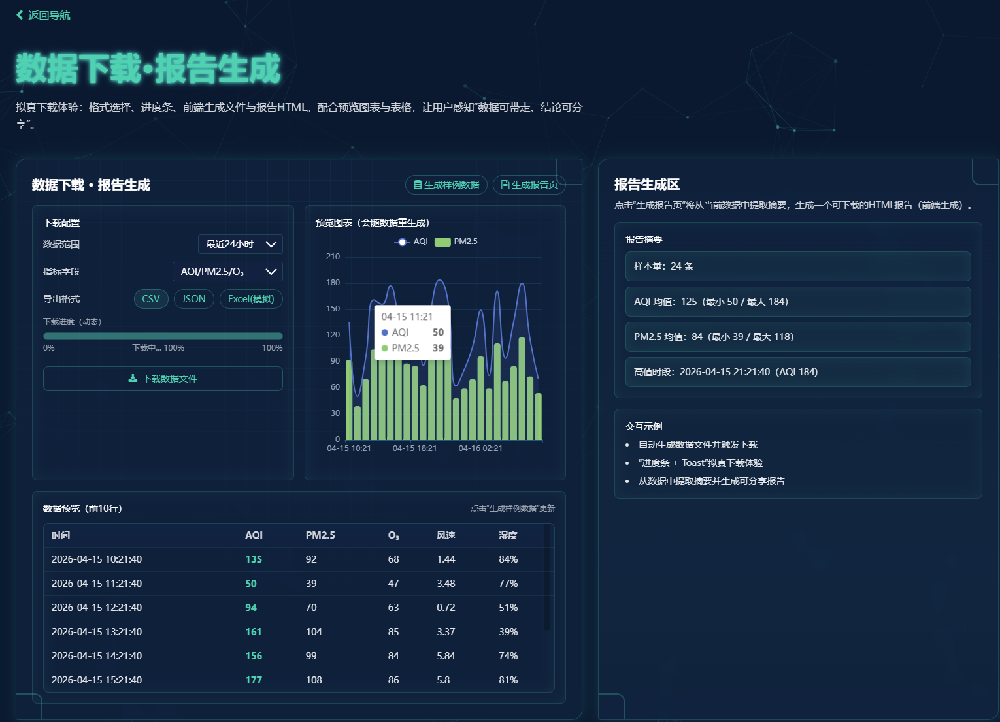 返回导航
数据下载·报告生成
拟真下载体验：格式选择、进度条、前端生成文件与报告HTML。配合预览图表与表格，让用户感知“数据可带走、结论可分
享”。
数据下载・报告生成
生成样例数据
生成报告页
下载配置
数据范围
最近24小时
指标字段
AQI/PM2.5/O₃
导出格式
CSV
JSON
Excel(模拟)
下载进度（动态）
0%
下载中... 100%
100%
下载数据文件
预览图表（会随数据重生成）
AQI
PM2.5
210
180
150
120
90
60
30
0
04-15 10:21
04-15 18:21
04-16 02:21
04-15 11:21
AQI 50
PM2.5 39
数据预览（前10行）
点击“生成样例数据”更新
时间 AQI PM2.5 O₃ 风速 湿度
2026-04-15 10:21:40 135 92 68 1.44 84%
2026-04-15 11:21:40 50 39 47 3.48 77%
2026-04-15 12:21:40 94 70 63 0.72 51%
2026-04-15 13:21:40 161 104 85 3.37 39%
2026-04-15 14:21:40 156 99 84 5.84 74%
2026-04-15 15:21:40 177 108 86 5.8 81%
报告生成区
点击“生成报告页”将从当前数据中提取摘要，生成一个可下载的HTML报告（前端生成）。
报告摘要
样本量：24 条
AQI 均值：125（最小 50 / 最大 184）
PM2.5 均值：84（最小 39 / 最大 118）
高值时段：2026-04-15 21:21:40（AQI 184）
交互示例
• 自动生成数据文件并触发下载
• “进度条 + Toast”拟真下载体验
• 从数据中提取摘要并生成可分享报告